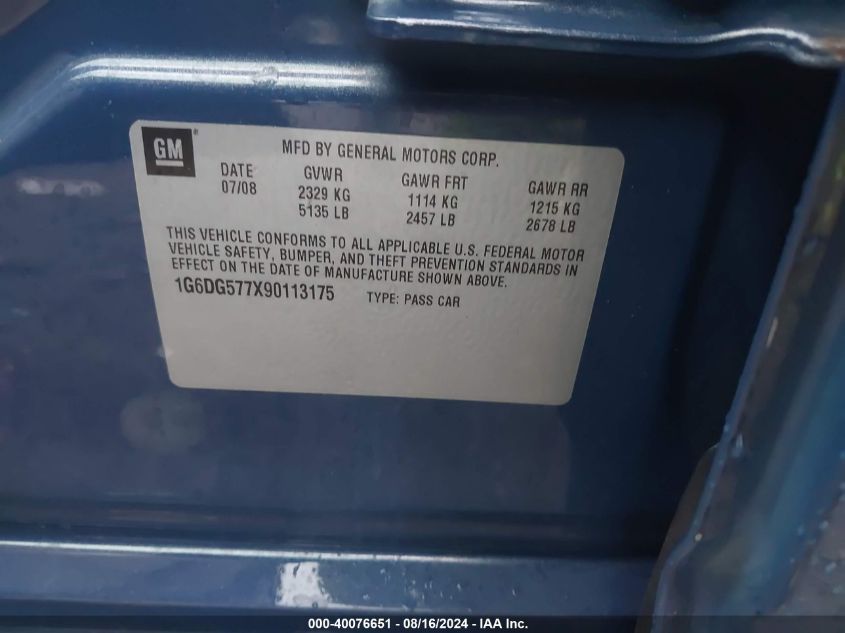 GM®
MFD BY GENERAL MOTORS CORP.
DATE GVWR GAWR FRT GAWR RR
07/08 2329 KG 1114 KG 1215 KG
5135 LB 2457 LB 2678 LB
THIS VEHICLE CONFORMS TO ALL APPLICABLE U.S. FEDERAL MOTOR
VEHICLE SAFETY, BUMPER, AND THEFT PREVENTION STANDARDS IN
EFFECT ON THE DATE OF MANUFACTURE SHOWN ABOVE.
1G6DG577X90113175 TYPE: PASS CAR
000-40076651 - 08/16/2024 - IAA Inc.